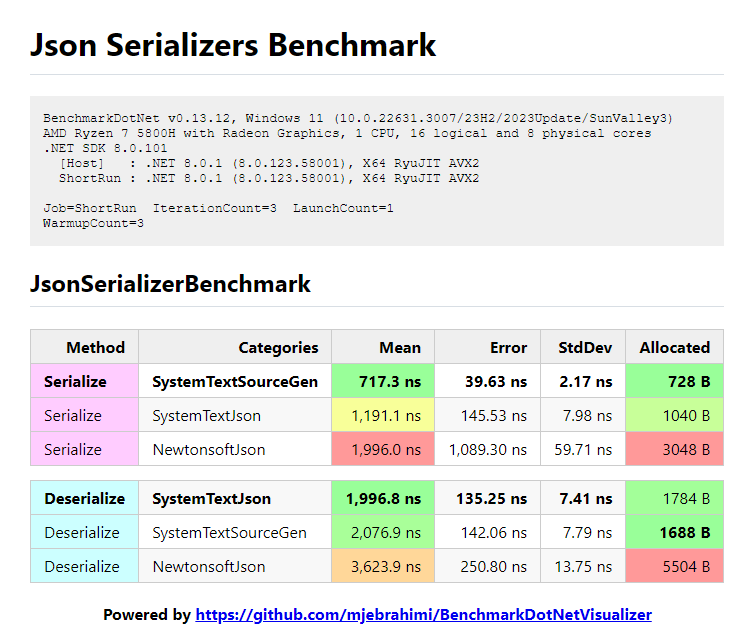 Json Serializers Benchmark
BenchmarkDotNet v0.13.12, Windows 11 (10.0.22631.3007/23H2/2023Update/SunValley3)
AMD Ryzen 7 5800H with Radeon Graphics, 1 CPU, 16 logical and 8 physical cores
.NET SDK 8.0.101
[Host]   : .NET 8.0.1 (8.0.123.58001), X64 RyuJIT AVX2
ShortRun : .NET 8.0.1 (8.0.123.58001), X64 RyuJIT AVX2
Job=ShortRun  IterationCount=3  LaunchCount=1
WarmupCount=3
JsonSerializerBenchmark
Method Categories Mean Error StdDev Allocated
Serialize SystemTextSourceGen 717.3 ns 39.63 ns 2.17 ns 728 B
Serialize SystemTextJson 1,191.1 ns 145.53 ns 7.98 ns 1040 B
Serialize NewtonsoftJson 1,996.0 ns 1,089.30 ns 59.71 ns 3048 B
Deserialize SystemTextJson 1,996.8 ns 135.25 ns 7.41 ns 1784 B
Deserialize SystemTextSourceGen 2,076.9 ns 142.06 ns 7.79 ns 1688 B
Deserialize NewtonsoftJson 3,623.9 ns 250.80 ns 13.75 ns 5504 B
Powered by https://github.com/mjebrahimi/BenchmarkDotNetVisualizer